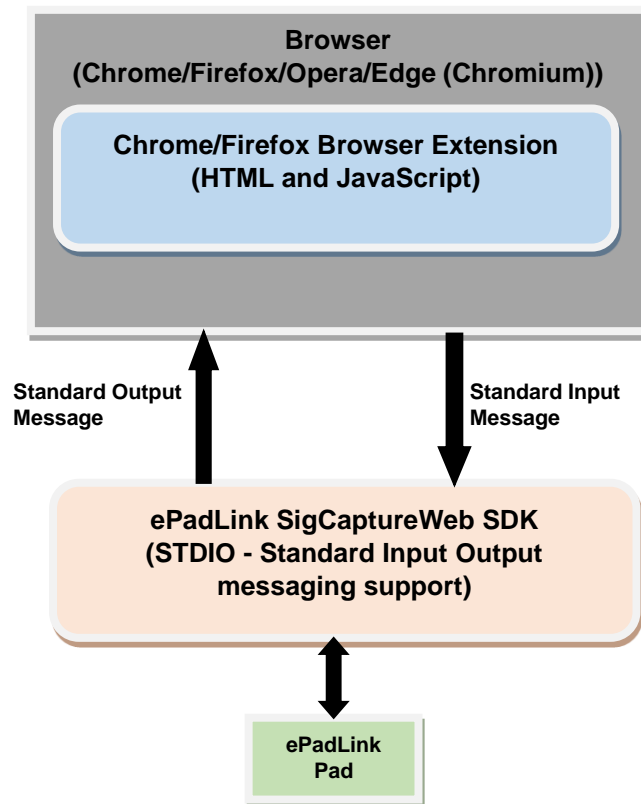 Browser
(Chrome/Firefox/Opera/Edge (Chromium))
Chrome/Firefox Browser Extension
(HTML and JavaScript)
Standard Output
Message
Standard Input
Message
ePadLink SigCaptureWeb SDK
(STDIO - Standard Input Output
messaging support)
ePadLink
Pad